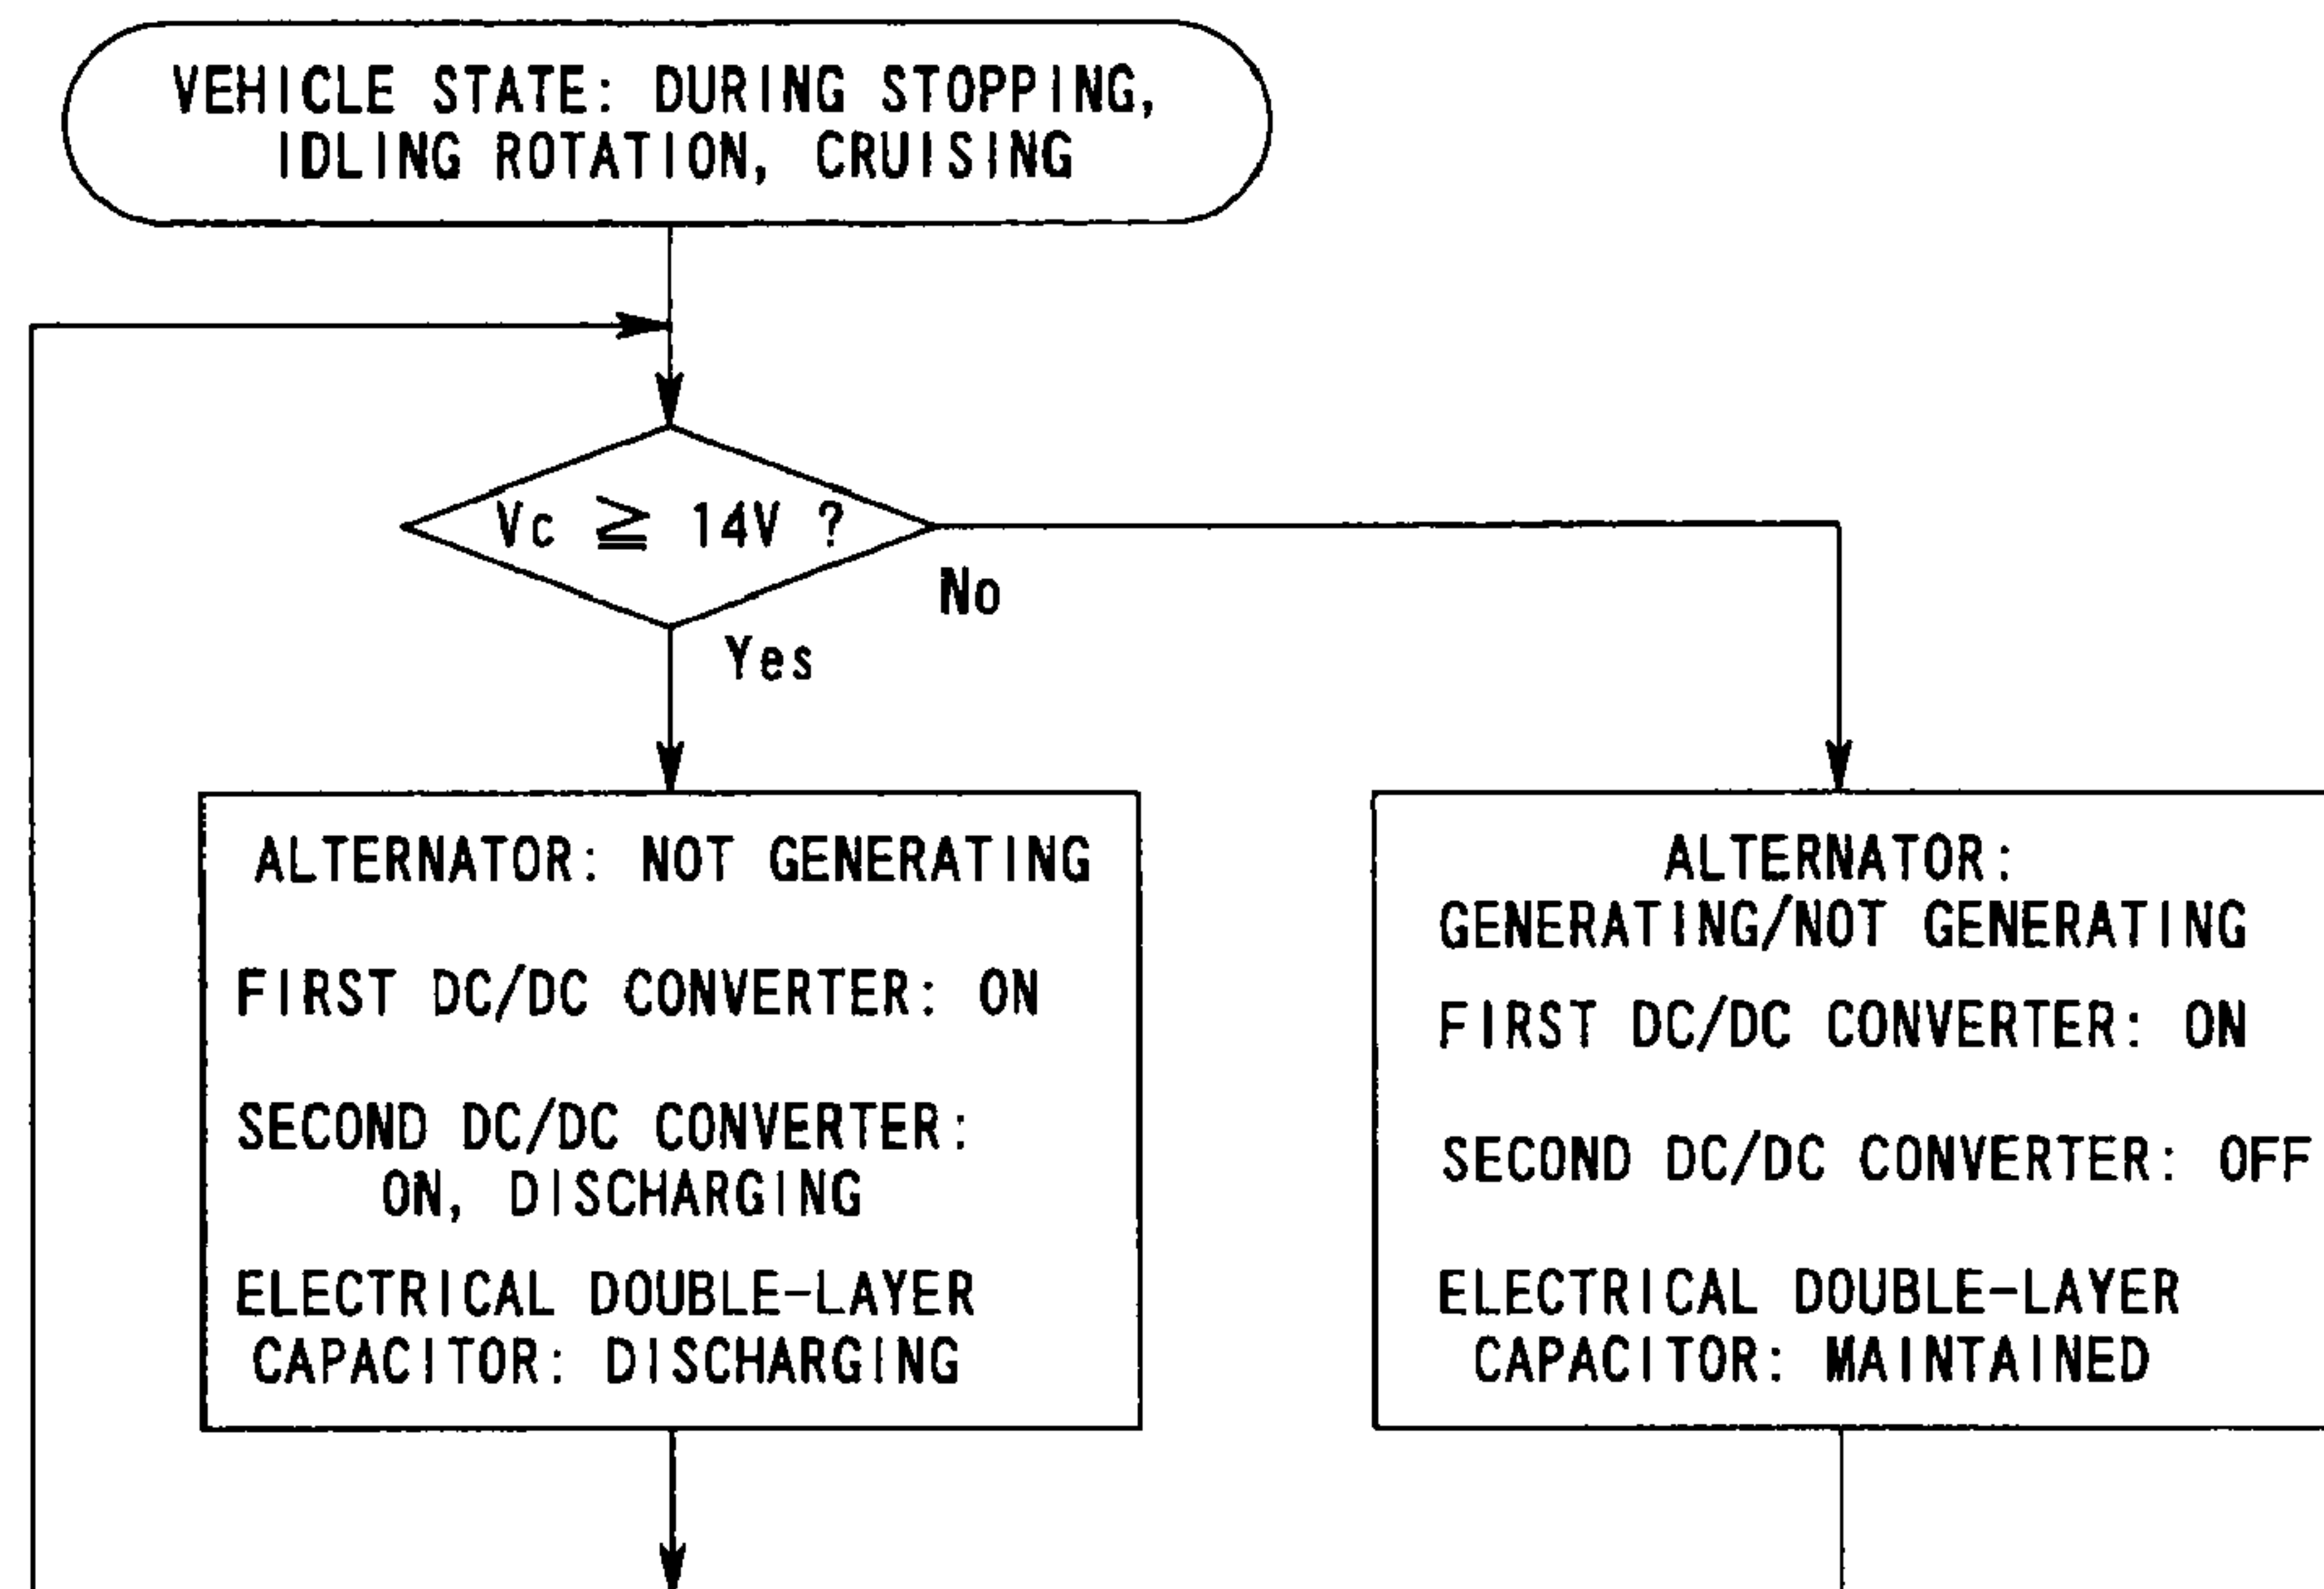 VEHICLE STATE: DURING STOPPING,
IDLING ROTATION, CRUISING
Vc ≧ 14V ?
No
Yes
ALTERNATOR: NOT GENERATING
FIRST DC/DC CONVERTER: ON
SECOND DC/DC CONVERTER:
ON, DISCHARGING
ELECTRICAL DOUBLE-LAYER
CAPACITOR: DISCHARGING
ALTERNATOR:
GENERATING/NOT GENERATING
FIRST DC/DC CONVERTER: ON
SECOND DC/DC CONVERTER: OFF
ELECTRICAL DOUBLE-LAYER
CAPACITOR: MAINTAINED